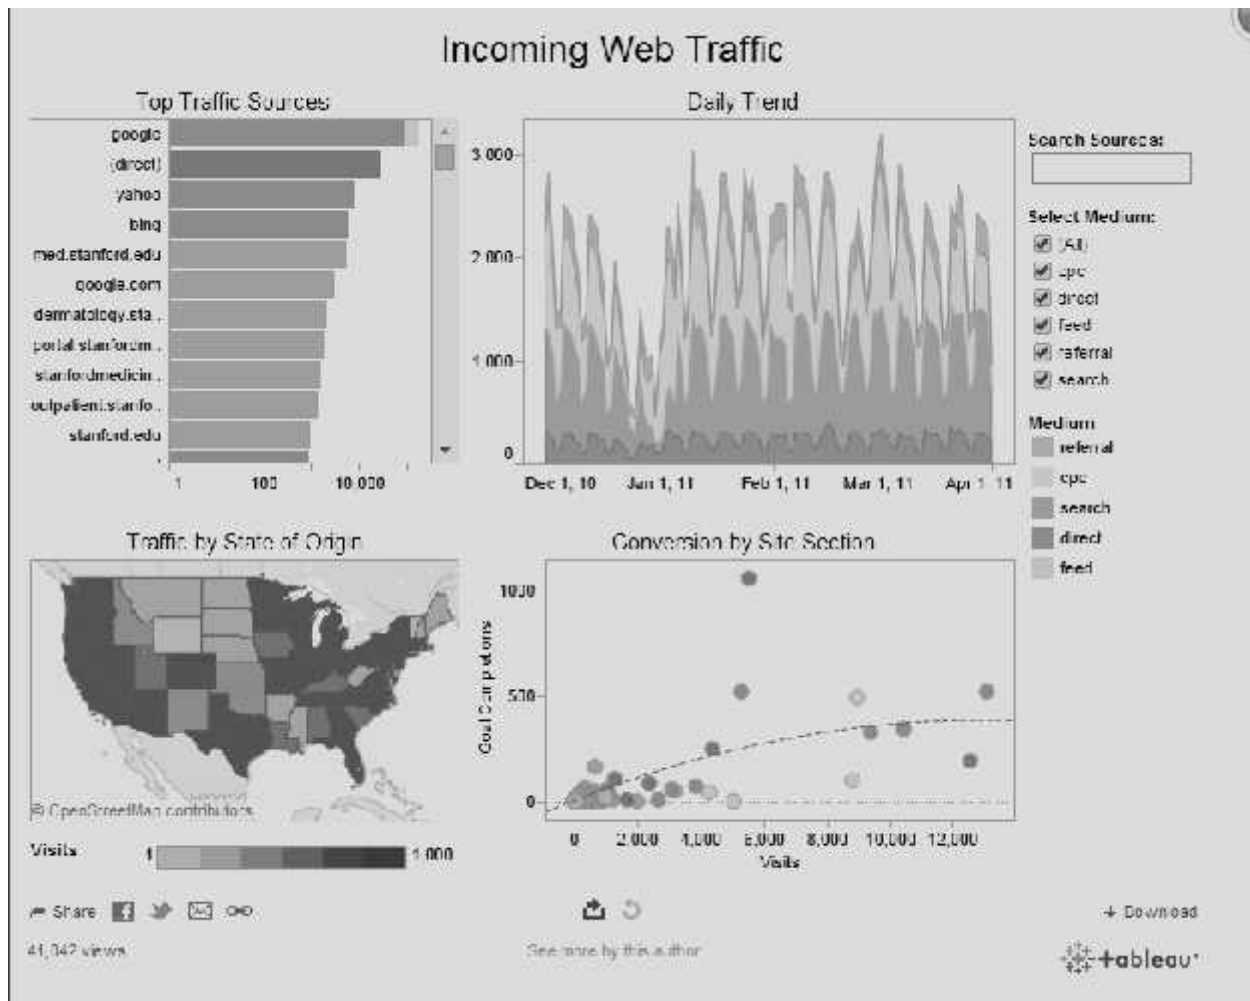 Incoming Web Traffic
Top Traffic Sources
google
(direct)
yahoo
bing
med.stanford.edu
google.com
dermatology.sta..
portal.stanfordm..
stanfordmedicin..
outpatient.stanfo..
stanford.edu
1 100 10 000
Daily Trend
3 000
2 000
1 000
0
Dec 1, 10 Jan 1, 11 Feb 1, 11 Mar 1, 11 Apr 1 11
Search Sources:
Select Medium:
(All)
cpc
direct
feed
referral
search
Medium
referral
cpc
search
direct
feed
Traffic by State of Origin
© OpenStreetMap contributors
Visits 1 1 000
Conversion by Site Section
Goal Completions
1000
500
0
0 2,000 4,000 6,000 8,000 10,000 12,000
Visits
Share
Download
views
See more by this author
+ableau